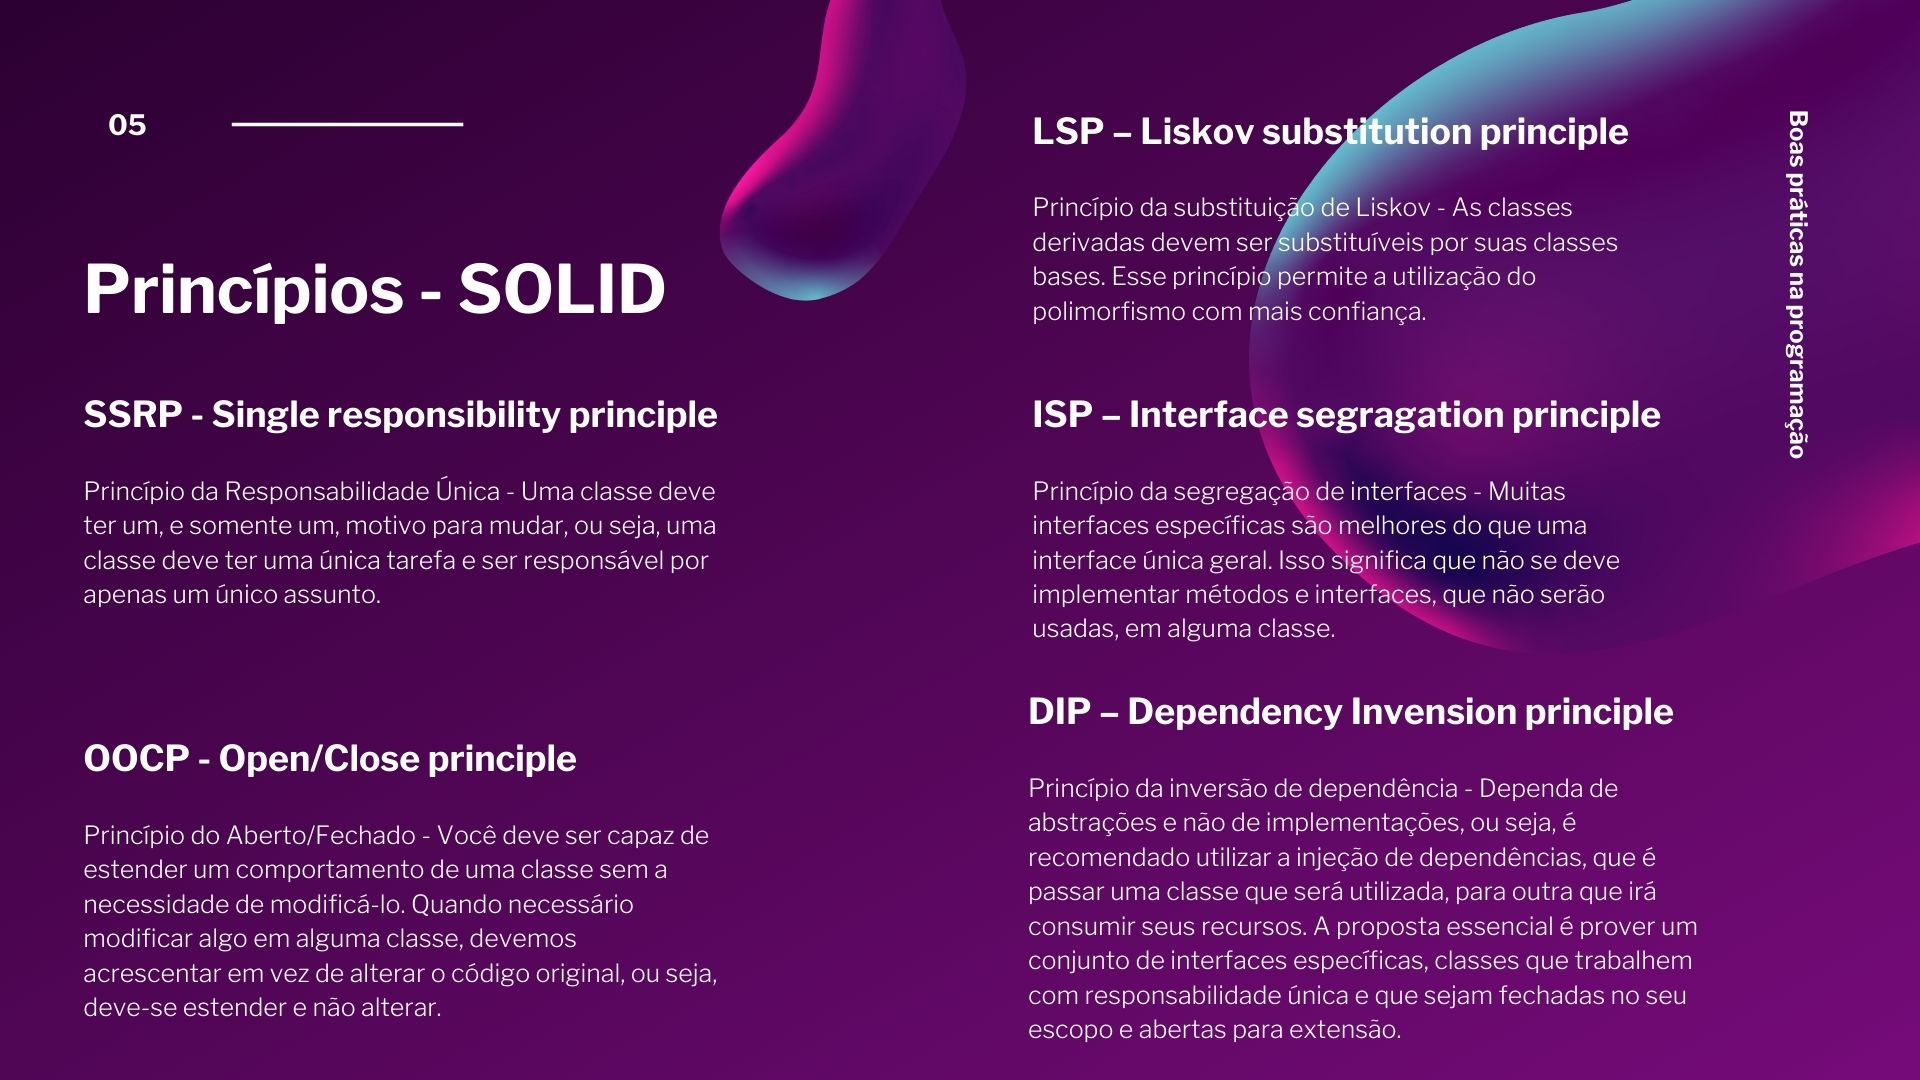 05
Princípios - SOLID
SSRP - Single responsibility principle
Princípio da Responsabilidade Única - Uma classe deve
ter um, e somente um, motivo para mudar, ou seja, uma
classe deve ter uma única tarefa e ser responsável por
apenas um único assunto.
OOCP - Open/Close principle
Princípio do Aberto/Fechado - Você deve ser capaz de
estender um comportamento de uma classe sem a
necessidade de modificá-lo. Quando necessário
modificar algo em alguma classe, devemos
acrescentar em vez de alterar o código original, ou seja,
deve-se estender e não alterar.
LSP – Liskov substitution principle
Princípio da substituição de Liskov - As classes
derivadas devem ser substituíveis por suas classes
bases. Esse princípio permite a utilização do
polimorfismo com mais confiança.
ISP – Interface segragation principle
Princípio da segregação de interfaces - Muitas
interfaces específicas são melhores do que uma
interface única geral. Isso significa que não se deve
implementar métodos e interfaces, que não serão
usadas, em alguma classe.
DIP – Dependency Invension principle
Princípio da inversão de dependência - Dependa de
abstrações e não de implementações, ou seja, é
recomendado utilizar a injeção de dependências, que é
passar uma classe que será utilizada, para outra que irá
consumir seus recursos. A proposta essencial é prover um
conjunto de interfaces específicas, classes que trabalhem
com responsabilidade única e que sejam fechadas no seu
escopo e abertas para extensão.
Boas práticas na programação